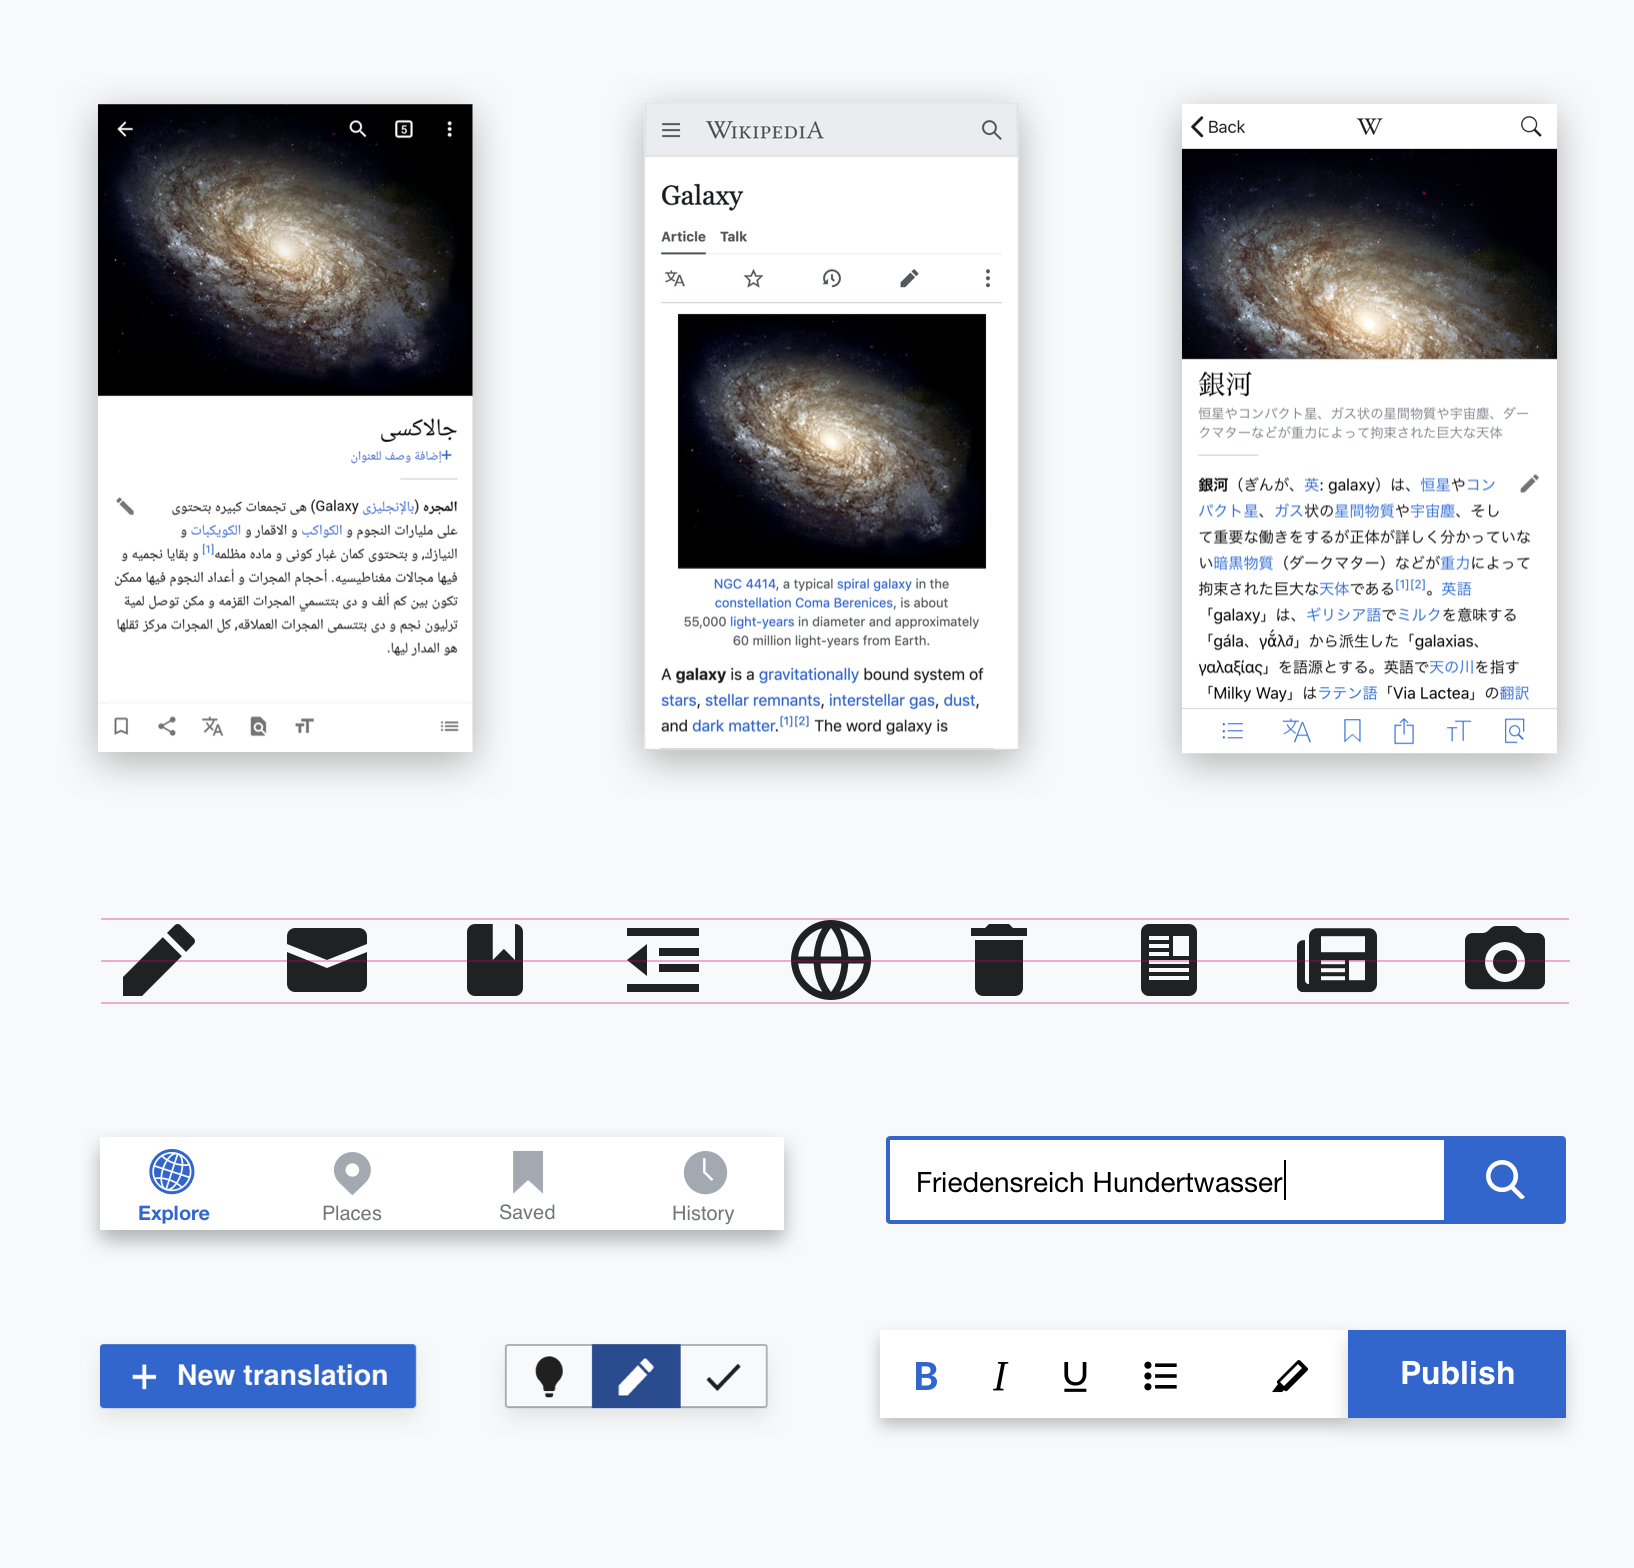 5
جالاكسى
+إضافة وصف للعنوان
المجره (بالإنجليزى Galaxy) هى تجمعات كبيره بتحتوى
على مليارات النجوم و الكواكب و الاقمار و الكويكبات و
النيازك, و بتحتوى كمان غبار كونى و ماده مظلمه[1] و بقايا نجميه و
فيها مجالات مغناطيسيه. أحجام المجرات و أعداد النجوم فيها ممكن
تكون بين كم ألف و دى بتتسمي المجرات القزمه و مكن توصل لمية
ترليون نجم و دى بتتسمى المجرات العملاقه, كل المجرات مركز ثقلها
هو المدار ليها.
WIKIPEDIA
Galaxy
Article Talk
NGC 4414, a typical spiral galaxy in the
constellation Coma Berenices, is about
55,000 light-years in diameter and approximately
60 million light-years from Earth.
A galaxy is a gravitationally bound system of
stars, stellar remnants, interstellar gas, dust,
and dark matter.[1][2] The word galaxy is
Back W
銀河
恒星やコンパクト星、ガス状の星間物質や宇宙塵、ダー
クマターなどが重力によって拘束された巨大な天体
銀河（ぎんが、英: galaxy）は、恒星やコン
パクト星、ガス状の星間物質や宇宙塵、そし
て重要な働きをするが正体が詳しく分かっていな
い暗黒物質（ダークマター）などが重力によって
拘束された巨大な天体である[1][2]。英語
「galaxy」は、ギリシア語でミルクを意味する
「gála、γᾰ́λᾰ」から派生した「galaxias、
γαλαξίας」を語源とする。英語で天の川を指す
「Milky Way」はラテン語「Via Lactea」の翻訳
Explore Places Saved History
Friedensreich Hundertwasser
+ New translation
B I U Publish